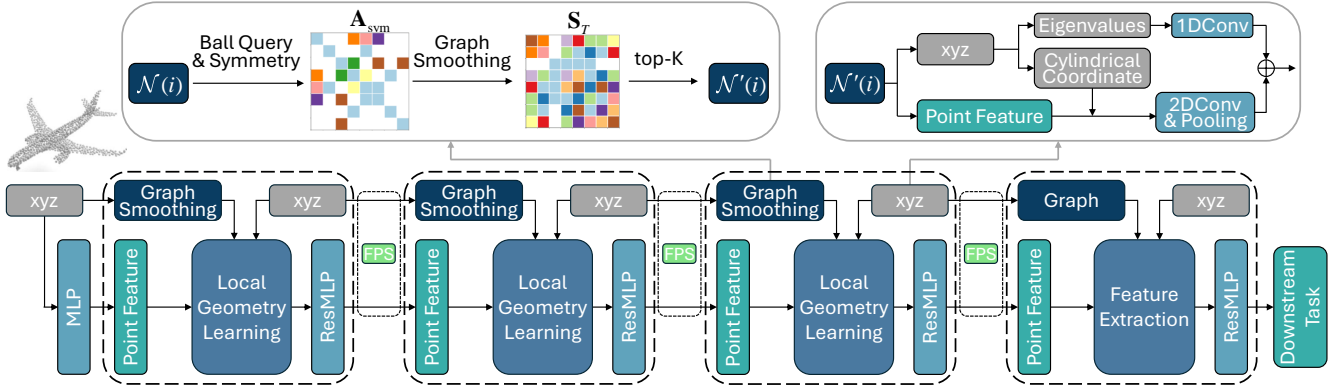 A_sym
S_T
Ball Query
& Symmetry
Graph
Smoothing
top-K
𝒩(i)
𝒩'(i)
𝒩'(i)
xyz
Eigenvalues
1DConv
Cylindrical
Coordinate
Point Feature
2DConv
& Pooling
xyz
Graph
Smoothing
xyz
Graph
Smoothing
xyz
Graph
Smoothing
xyz
Graph
xyz
MLP
Point Feature
Local
Geometry
Learning
ResMLP
FPS
Point Feature
Local
Geometry
Learning
ResMLP
FPS
Point Feature
Local
Geometry
Learning
ResMLP
FPS
Point Feature
Feature
Extraction
ResMLP
Downstream
Task